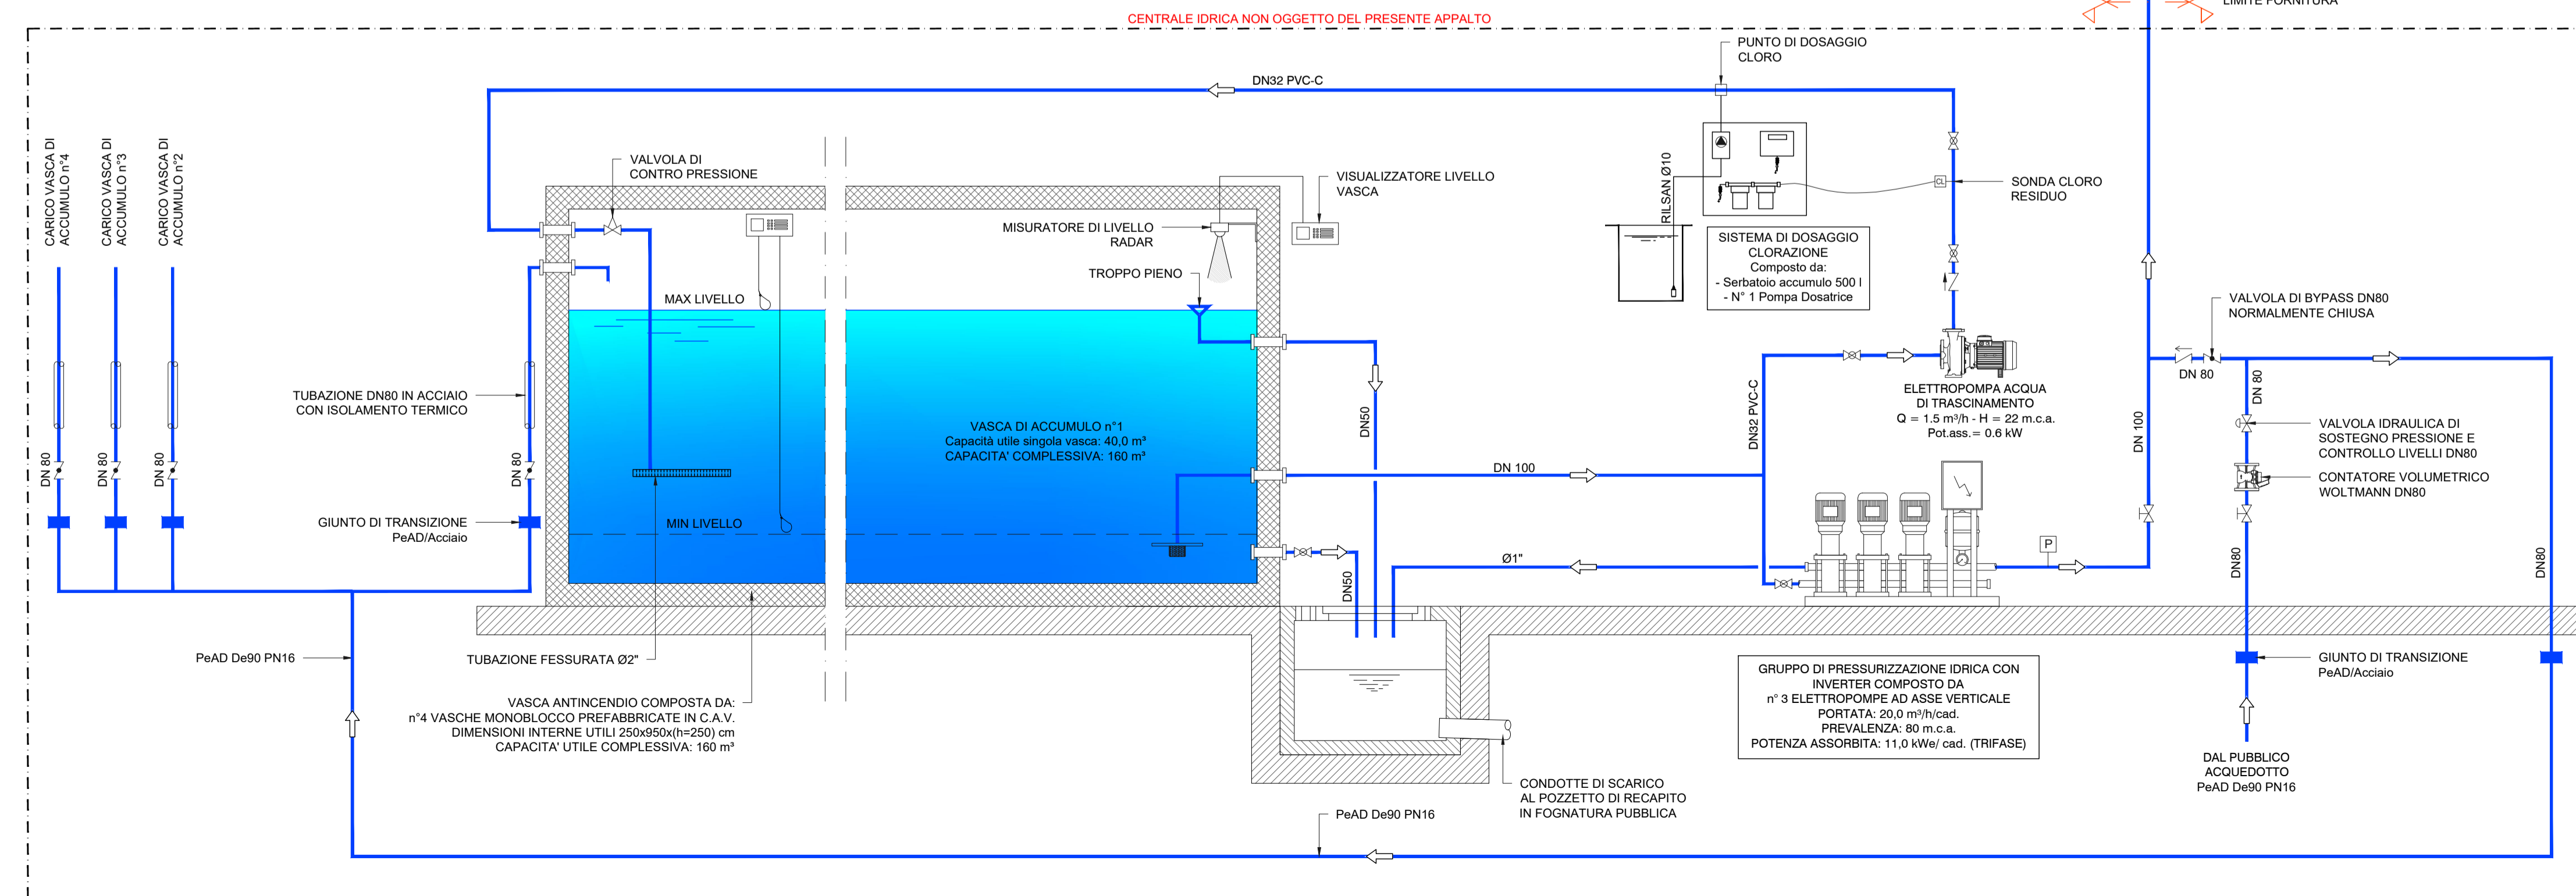 CENTRALE IDRICA NON OGGETTO DEL PRESENTE APPALTO
LIMITE FORNITURA
PUNTO DI DOSAGGIO
CLORO
DN32 PVC-C
CARICO VASCA DI
ACCUMULO n°4
CARICO VASCA DI
ACCUMULO n°3
CARICO VASCA DI
ACCUMULO n°2
VALVOLA DI
CONTRO PRESSIONE
VISUALIZZATORE LIVELLO
VASCA
MISURATORE DI LIVELLO
RADAR
TROPPO PIENO
MAX LIVELLO
RILSAN Ø10
CL
SONDA CLORO
RESIDUO
SISTEMA DI DOSAGGIO
CLORAZIONE
Composto da:
- Serbatoio accumulo 500 l
- N° 1 Pompa Dosatrice
VALVOLA DI BYPASS DN80
NORMALMENTE CHIUSA
DN 80
DN 80
TUBAZIONE DN80 IN ACCIAIO
CON ISOLAMENTO TERMICO
ELETTROPOMPA ACQUA
DI TRASCINAMENTO
Q = 1.5 m³/h - H = 22 m.c.a.
Pot.ass.= 0.6 kW
DN50
DN32 PVC-C
DN 100
VALVOLA IDRAULICA DI
SOSTEGNO PRESSIONE E
CONTROLLO LIVELLI DN80
VASCA DI ACCUMULO n°1
Capacità utile singola vasca: 40,0 m³
CAPACITA' COMPLESSIVA: 160 m³
DN 80
DN 80
DN 80
DN 80
DN 100
CONTATORE VOLUMETRICO
WOLTMANN DN80
GIUNTO DI TRANSIZIONE
PeAD/Acciaio
MIN LIVELLO
P
Ø1"
DN50
DN80
DN80
PeAD De90 PN16
TUBAZIONE FESSURATA Ø2"
GIUNTO DI TRANSIZIONE
PeAD/Acciaio
GRUPPO DI PRESSURIZZAZIONE IDRICA CON
INVERTER COMPOSTO DA
n° 3 ELETTROPOMPE AD ASSE VERTICALE
PORTATA: 20,0 m³/h/cad.
PREVALENZA: 80 m.c.a.
POTENZA ASSORBITA: 11,0 kWe/ cad. (TRIFASE)
VASCA ANTINCENDIO COMPOSTA DA:
n°4 VASCHE MONOBLOCCO PREFABBRICATE IN C.A.V.
DIMENSIONI INTERNE UTILI 250x950x(h=250) cm
CAPACITA' UTILE COMPLESSIVA: 160 m³
DAL PUBBLICO
ACQUEDOTTO
PeAD De90 PN16
CONDOTTE DI SCARICO
AL POZZETTO DI RECAPITO
IN FOGNATURA PUBBLICA
PeAD De90 PN16